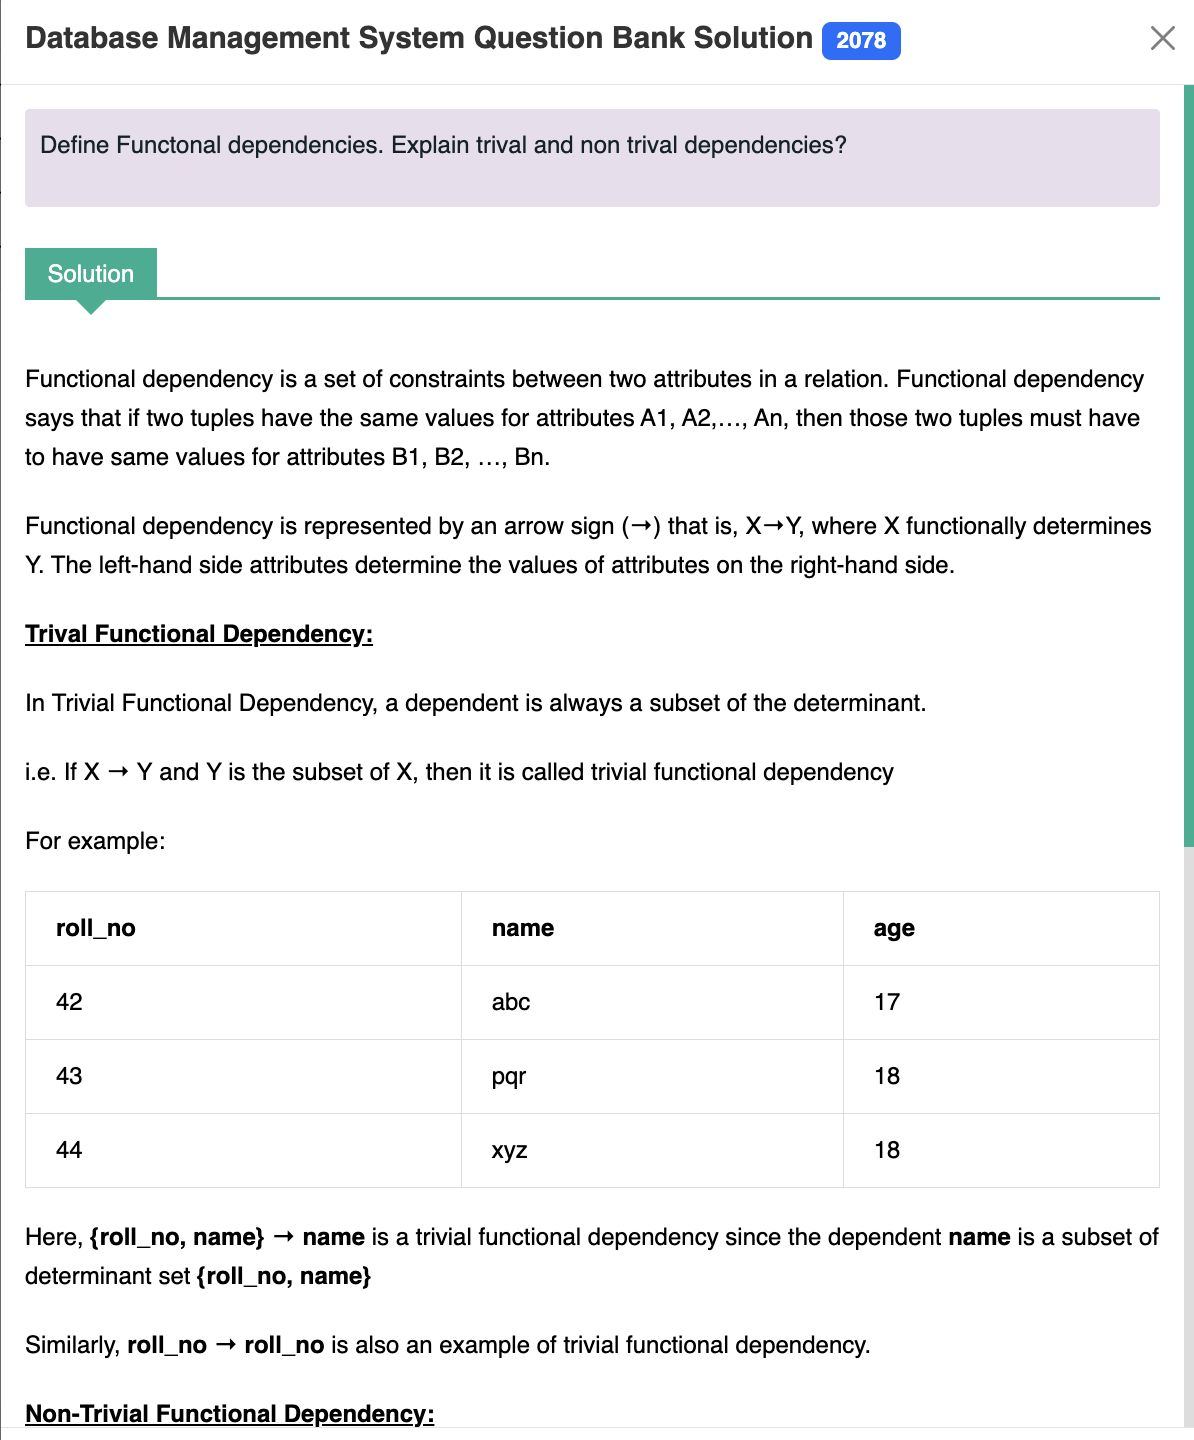 Database Management System Question Bank Solution 2078
Define Functonal dependencies. Explain trival and non trival dependencies?
Solution
Functional dependency is a set of constraints between two attributes in a relation. Functional dependency
says that if two tuples have the same values for attributes A1, A2,..., An, then those two tuples must have
to have same values for attributes B1, B2, ..., Bn.
Functional dependency is represented by an arrow sign (→) that is, X→Y, where X functionally determines
Y. The left-hand side attributes determine the values of attributes on the right-hand side.
Trival Functional Dependency:
In Trivial Functional Dependency, a dependent is always a subset of the determinant.
i.e. If X → Y and Y is the subset of X, then it is called trivial functional dependency
For example:
roll_no name age
42 abc 17
43 pqr 18
44 xyz 18
Here, {roll_no, name} → name is a trivial functional dependency since the dependent name is a subset of
determinant set {roll_no, name}
Similarly, roll_no → roll_no is also an example of trivial functional dependency.
Non-Trivial Functional Dependency: